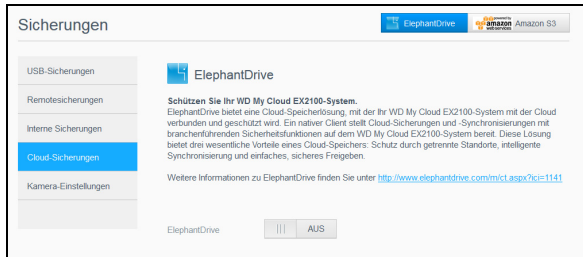 Sicherungen
ElephantDrive
powered by
amazon
webservices
Amazon S3
USB-Sicherungen
Remotesicherungen
Interne Sicherungen
Cloud-Sicherungen
Kamera-Einstellungen
ElephantDrive
Schützen Sie Ihr WD My Cloud EX2100-System.
ElephantDrive bietet eine Cloud-Speicherlösung, mit der Ihr WD My Cloud EX2100-System mit der Cloud
verbunden und geschützt wird. Ein nativer Client stellt Cloud-Sicherungen und -Synchronisierungen mit
branchenführenden Sicherheitsfunktionen auf dem WD My Cloud EX2100-System bereit. Diese Lösung
bietet drei wesentliche Vorteile eines Cloud-Speichers: Schutz durch getrennte Standorte, intelligente
Synchronisierung und einfaches, sicheres Freigeben.
Weitere Informationen zu ElephantDrive finden Sie unter http://www.elephantdrive.com/m/ct.aspx?ici=1141
ElephantDrive
AUS